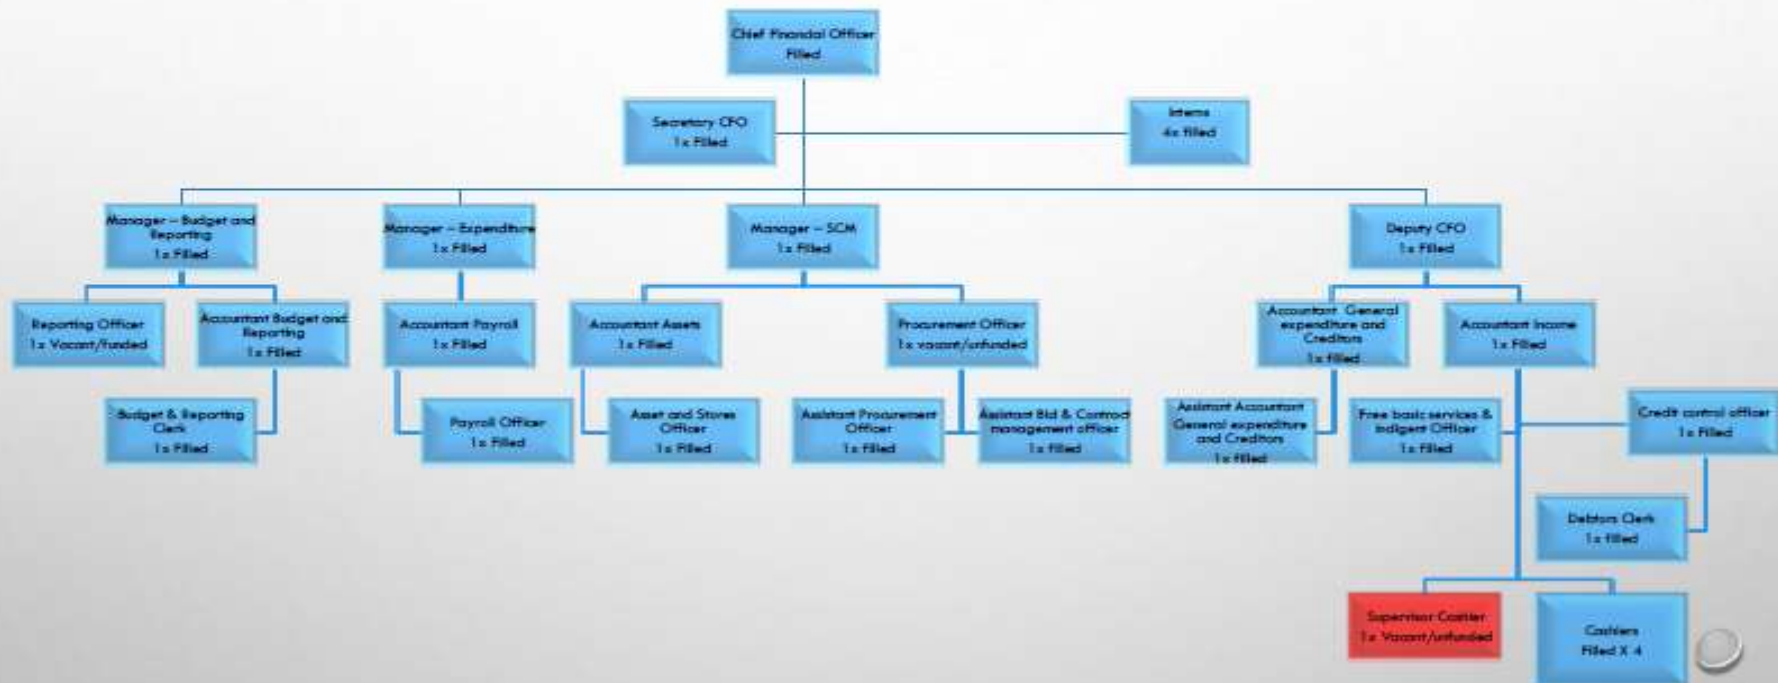 Chief Financial Officer
Filled
Secretary CFO
1x Filled
Interns
4x filled
Manager – Budget and
Reporting
1x Filled
Manager – Expenditure
1x Filled
Manager – SCM
1x Filled
Deputy CFO
1x Filled
Reporting Officer
1x Vacant/funded
Accountant Budget and
Reporting
1x Filled
Accountant Payroll
1x Filled
Accountant Assets
1x Filled
Procurement Officer
1x vacant/unfunded
Accountant General
expenditure and
Creditors
1x filled
Accountant Income
1x Filled
Budget & Reporting
Clerk
1x Filled
Payroll Officer
1x Filled
Asset and Stores
Officer
1x Filled
Assistant Procurement
Officer
1x Filled
Assistant Bid & Contract
management officer
1x Filled
Assistant Accountant
General expenditure
and Creditors
1x filled
Free basic services &
indigent Officer
1x Filled
Credit control officer
1x Filled
Debtors Clerk
1x filled
Supervisor Cashier
1x Vacant/unfunded
Cashiers
Filled X 4